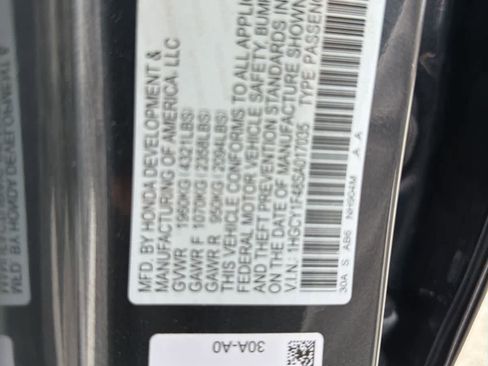 MFD. BY HONDA DEVELOPMENT &
MANUFACTURING OF AMERICA, LLC
GVWR 1960KG( 4321LBS)
GAWR F 1070KG( 2358LBS)
GAWR R 950KG( 2094LBS)
THIS VEHICLE CONFORMS TO ALL APPLIC
FEDERAL MOTOR VEHICLE SAFETY, BUM
AND THEFT PREVENTION STANDARDS IN
ON THE DATE OF MANUFACTURE SHOWN
V.I.N.: 1HGCY1F48SA017035 TYPE PASSEN
30A S AB6 NH904M A A
30A-A0